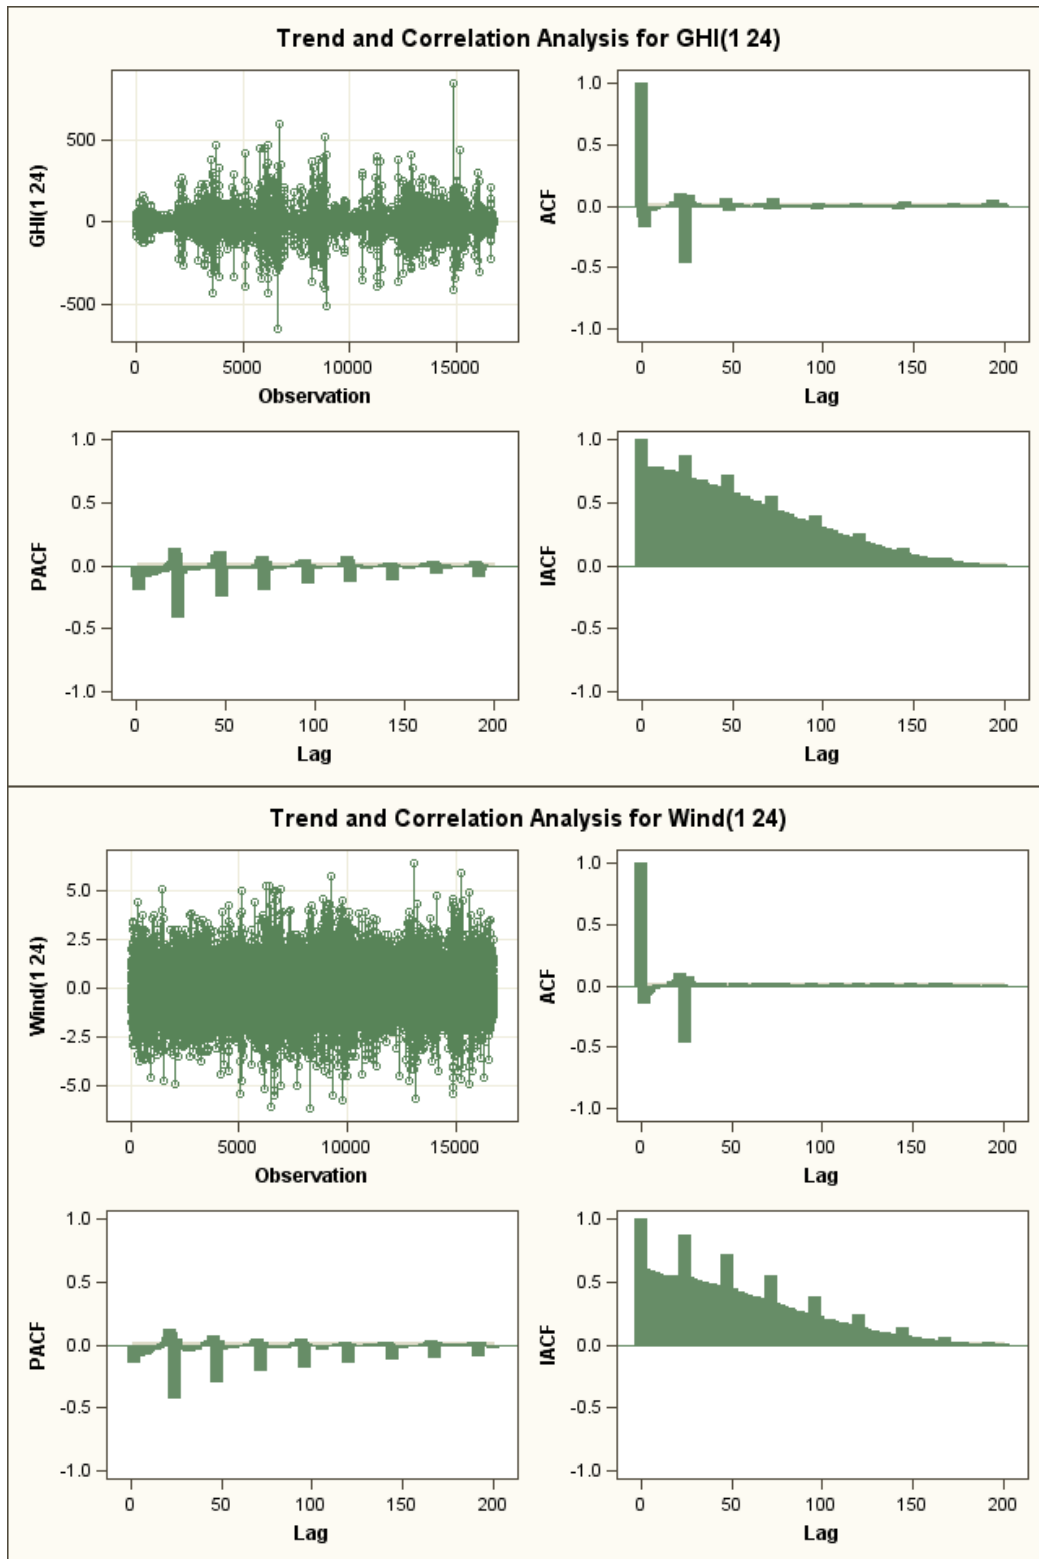 Trend and Correlation Analysis for GHI(1 24)
GHI(1 24)
500
0
-500
0 5000 10000 15000
Observation
ACF
1.0
0.5
0.0
-0.5
-1.0
0 50 100 150 200
Lag
PACF
1.0
0.5
0.0
-0.5
-1.0
0 50 100 150 200
Lag
IACF
1.0
0.5
0.0
-0.5
-1.0
0 50 100 150 200
Lag
Trend and Correlation Analysis for Wind(1 24)
Wind(1 24)
5.0
2.5
0.0
-2.5
-5.0
0 5000 10000 15000
Observation
ACF
1.0
0.5
0.0
-0.5
-1.0
0 50 100 150 200
Lag
PACF
1.0
0.5
0.0
-0.5
-1.0
0 50 100 150 200
Lag
IACF
1.0
0.5
0.0
-0.5
-1.0
0 50 100 150 200
Lag